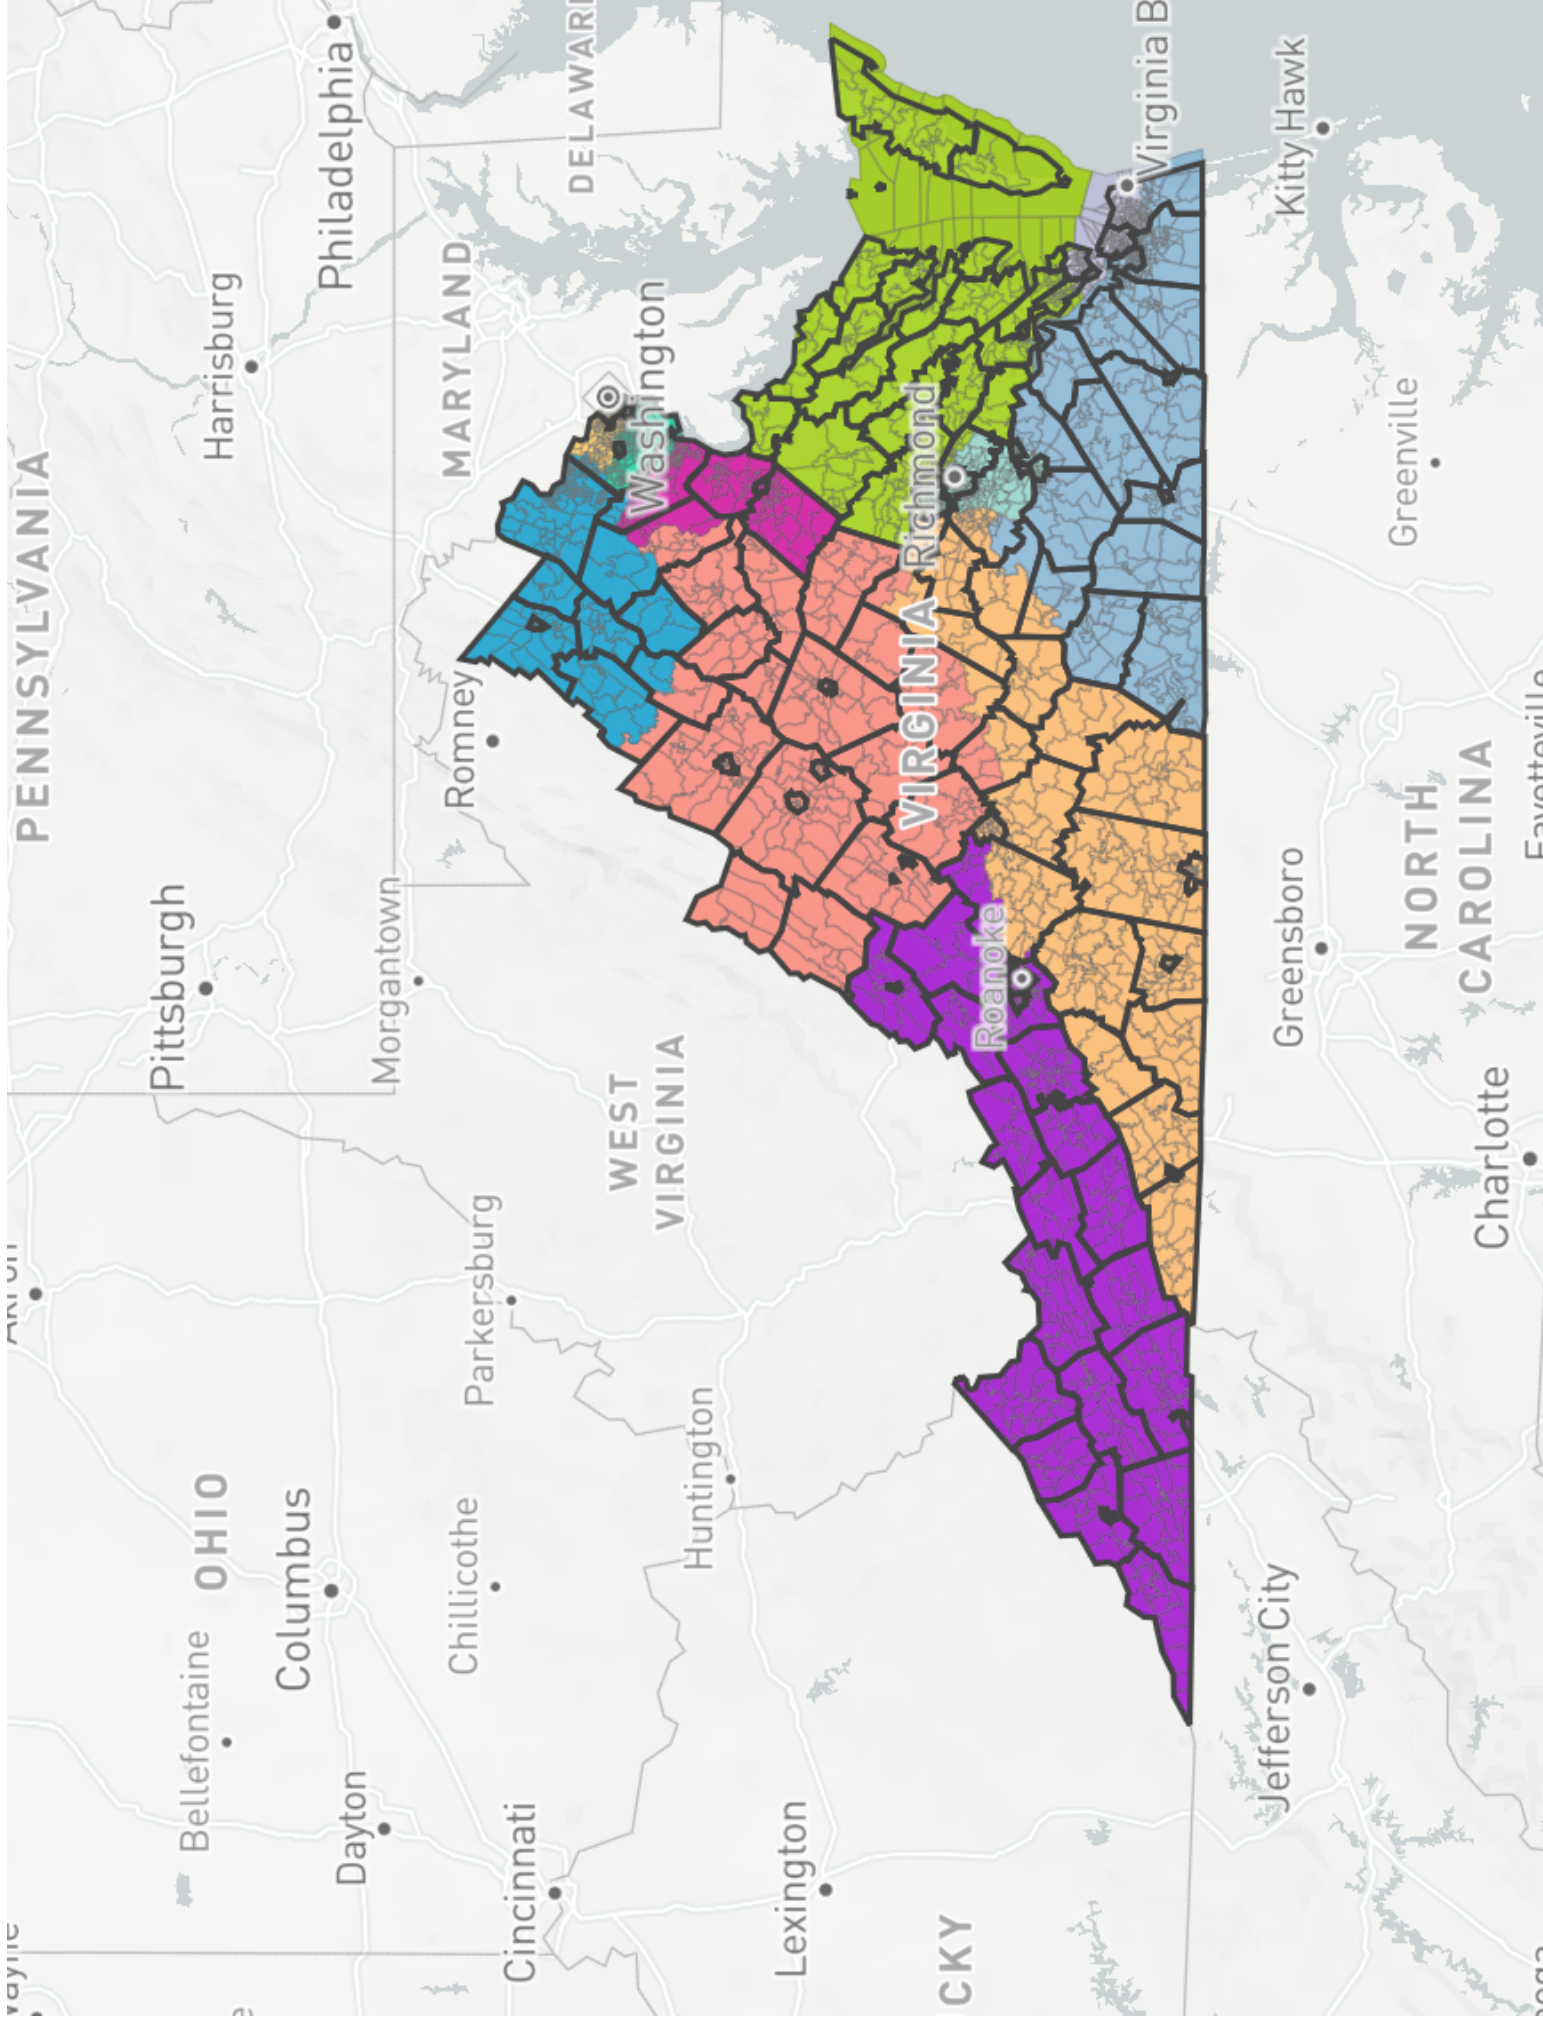 PENNSYLVANIA
Harrisburg
Philadelphia
Pittsburgh
Morgantown
MARYLAND
DELAWARE
Romney
Washington
OHIO
Columbus
Bellefontaine
Dayton
Chillicothe
Parkersburg
Cincinnati
Huntington
WEST
VIRGINIA
Lexington
CKY
VIRGINIA
Richmond
Roanoke
Virginia B
Kitty Hawk
Greenville
Greensboro
NORTH
CAROLINA
Charlotte
Jefferson City